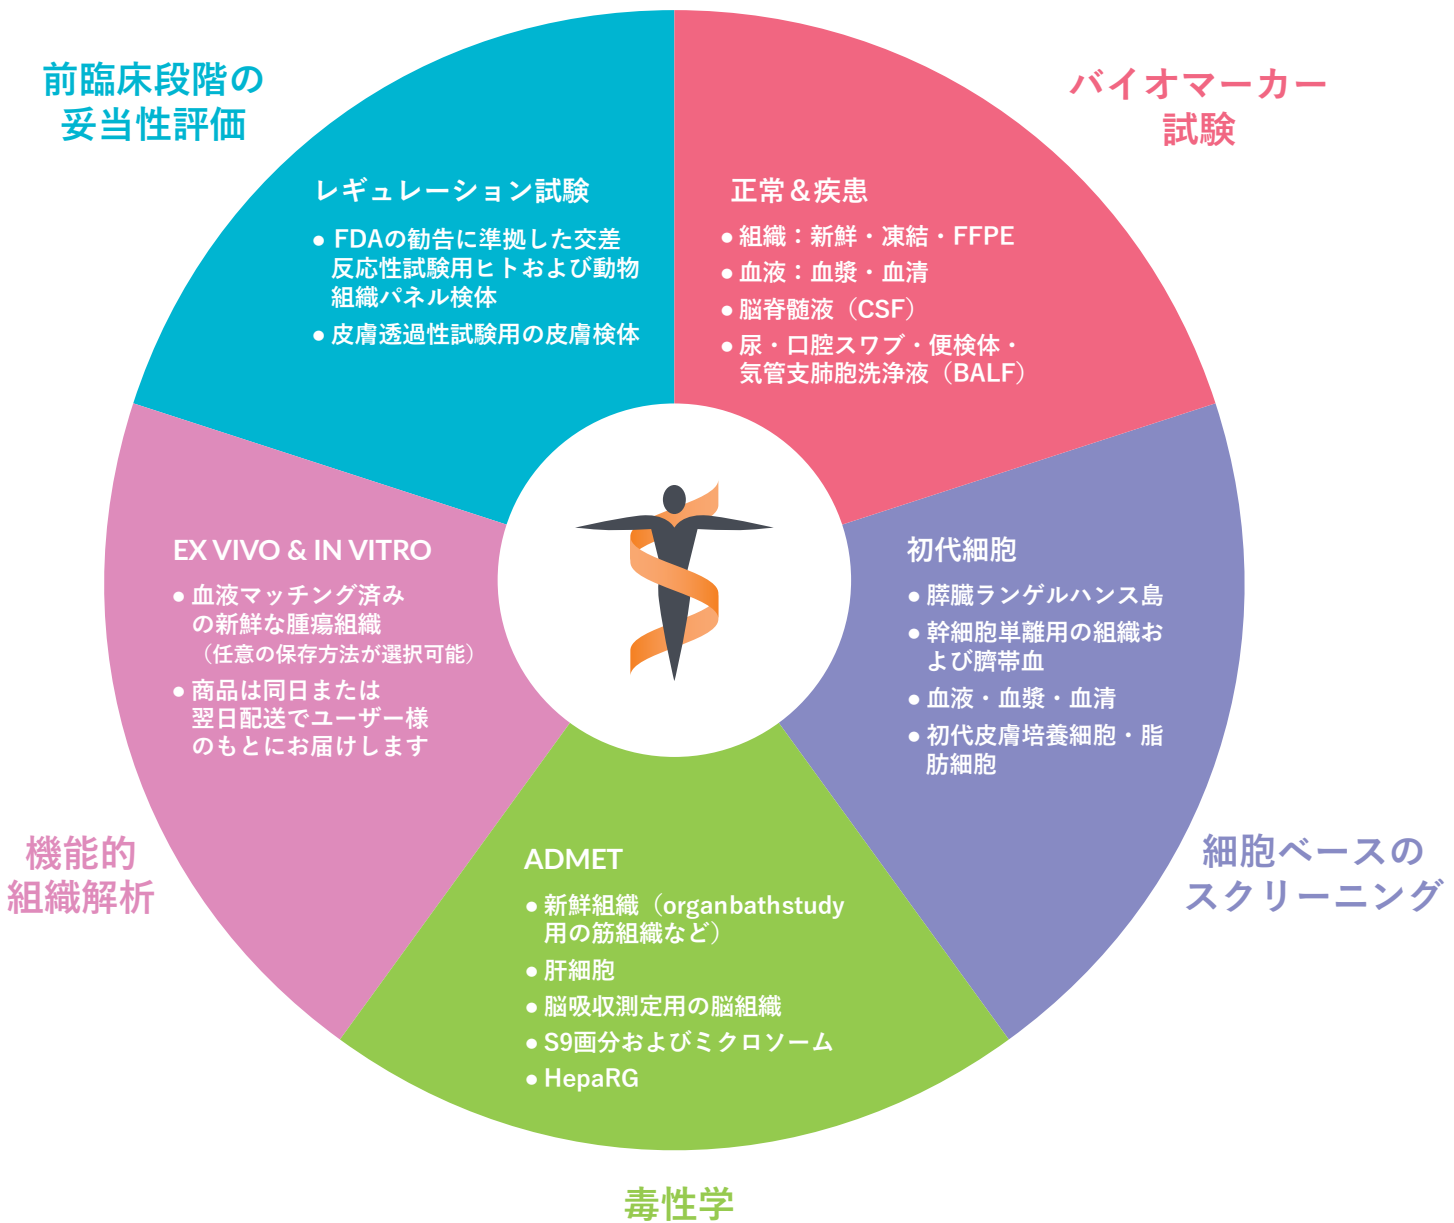 前臨床段階の
妥当性評価
レギュレーション試験
● FDAの勧告に準拠した交差
反応性試験用ヒトおよび動物
組織パネル検体
● 皮膚透過性試験用の皮膚検体
バイオマーカー
試験
正常＆疾患
● 組織：新鮮・凍結・FFPE
● 血液：血漿・血清
● 脳脊髄液（CSF）
● 尿・口腔スワブ・便検体・
気管支肺胞洗浄液（BALF）
初代細胞
● 膵臓ランゲルハンス島
● 幹細胞単離用の組織お
よび臍帯血
● 血液・血漿・血清
● 初代皮膚培養細胞・脂
肪細胞
細胞ベースの
スクリーニング
ADMET
● 新鮮組織（organbathstudy
用の筋組織など）
● 肝細胞
● 脳吸収測定用の脳組織
● S9画分およびミクロソーム
● HepaRG
毒性学
EX VIVO & IN VITRO
● 血液マッチング済み
の新鮮な腫瘍組織
（任意の保存方法が選択可能）
● 商品は同日または
翌日配送でユーザー様
のもとにお届けします
機能的
組織解析